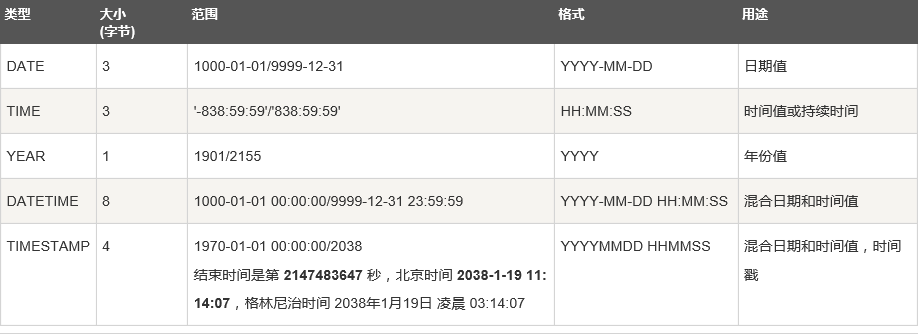 类型 大小 范围 格式 用途
(字节)
DATE 3 1000-01-01/9999-12-31 YYYY-MM-DD 日期值
TIME 3 '-838:59:59'/'838:59:59' HH:MM:SS 时间值或持续时间
YEAR 1 1901/2155 YYYY 年份值
DATETIME 8 1000-01-01 00:00:00/9999-12-31 23:59:59 YYYY-MM-DD HH:MM:SS 混合日期和时间值
TIMESTAMP 4 1970-01-01 00:00:00/2038 YYYYMMDD HHMMSS 混合日期和时间值，时间
结束时间是第 2147483647 秒，北京时间 2038-1-19 11: 戳
14:07，格林尼治时间 2038年1月19日 凌晨 03:14:07